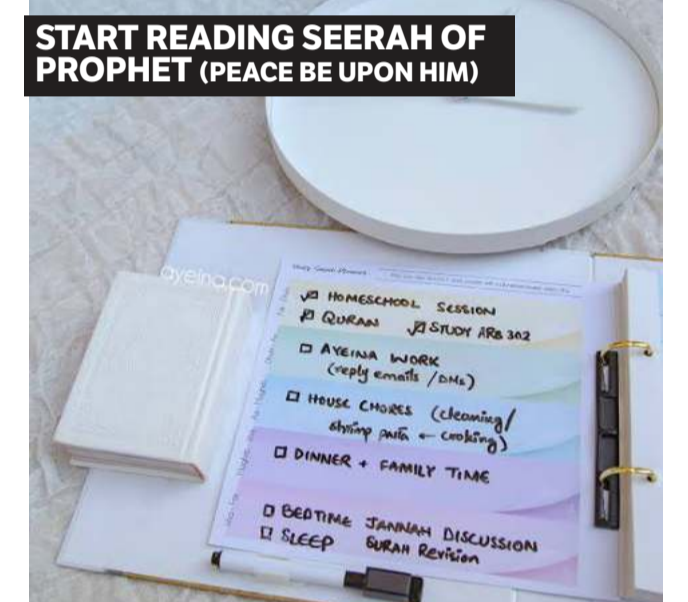 START READING SEERAH OF
PROPHET (PEACE BE UPON HIM)
ayeina.com
HOMESCHOOL SESSION
QURAN STUDY ARB 302
AYEINA WORK
(reply emails / DMs)
HOUSE CHORES (cleaning/
shrimp pasta ← cooking)
DINNER + FAMILY TIME
BEDTIME JANNAH DISCUSSION
SLEEP SURAH Revision